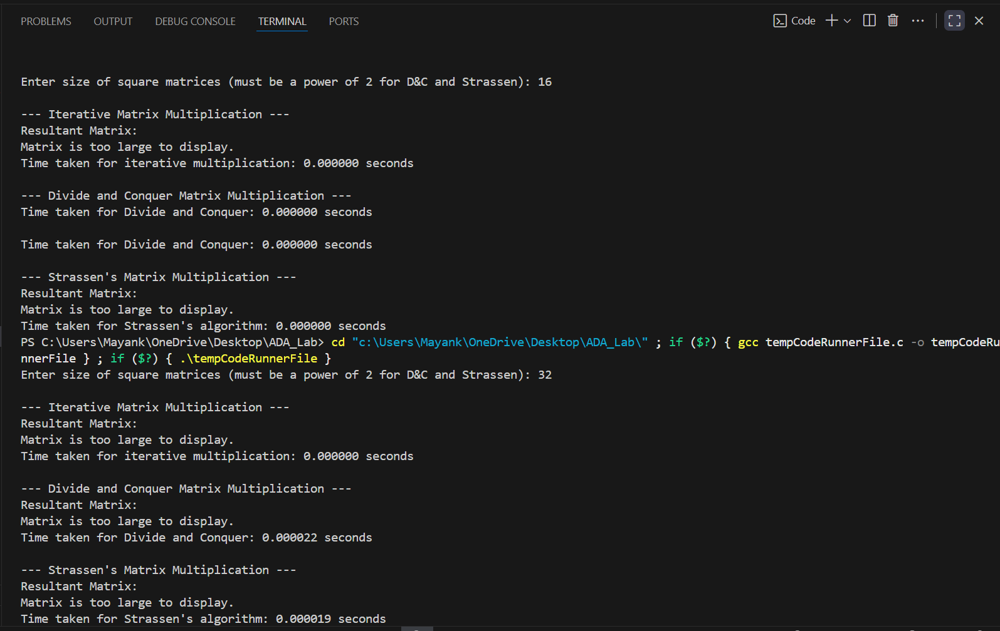 PROBLEMS OUTPUT DEBUG CONSOLE TERMINAL PORTS Code
Enter size of square matrices (must be a power of 2 for D&C and Strassen): 16
--- Iterative Matrix Multiplication ---
Resultant Matrix:
Matrix is too large to display.
Time taken for iterative multiplication: 0.000000 seconds
--- Divide and Conquer Matrix Multiplication ---
Time taken for Divide and Conquer: 0.000000 seconds
Time taken for Divide and Conquer: 0.000000 seconds
--- Strassen's Matrix Multiplication ---
Resultant Matrix:
Matrix is too large to display.
Time taken for Strassen's algorithm: 0.000000 seconds
PS C:\Users\Mayank\OneDrive\Desktop\ADA_Lab> cd "c:\Users\Mayank\OneDrive\Desktop\ADA_Lab\" ; if ($?) { gcc tempCodeRunnerFile.c -o tempCodeRu
nnerFile } ; if ($?) { .\tempCodeRunnerFile }
Enter size of square matrices (must be a power of 2 for D&C and Strassen): 32
--- Iterative Matrix Multiplication ---
Resultant Matrix:
Matrix is too large to display.
Time taken for iterative multiplication: 0.000000 seconds
--- Divide and Conquer Matrix Multiplication ---
Resultant Matrix:
Matrix is too large to display.
Time taken for Divide and Conquer: 0.000022 seconds
--- Strassen's Matrix Multiplication ---
Resultant Matrix:
Matrix is too large to display.
Time taken for Strassen's algorithm: 0.000019 seconds